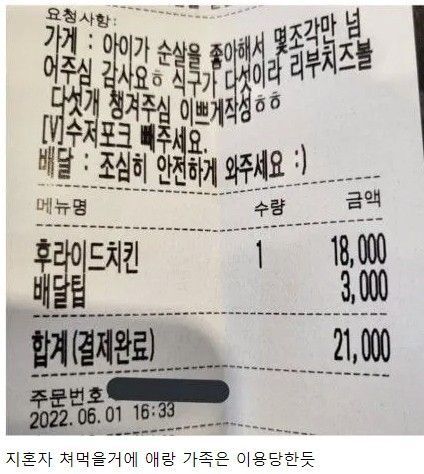 요청사항:
가게 : 아이가 순살을 좋아해서 몇조각만 넘
어주심 감사요ㅎ 식구가 다섯이라 리부치즈볼
다섯개 챙겨주심 이쁘게작성ㅎㅎ
[V]수저포크 빼주세요.
배달 : 조심히 안전하게 와주세요 :)
메뉴명 수량 금액
후라이드치킨 1 18,000
배달팁 3,000
합계(결제완료) 21,000
주문번호
2022.06.01 16:33
지혼자 쳐먹을거에 애랑 가족은 이용당한듯